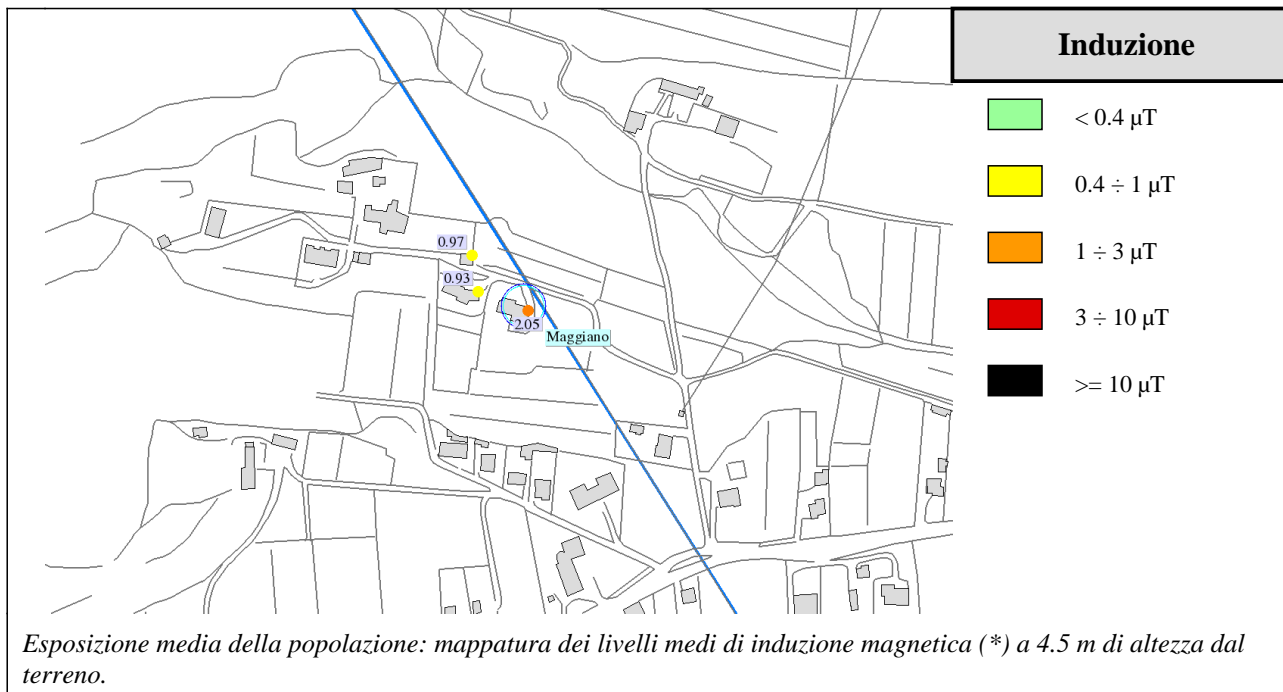 Induzione
< 0.4 µT
0.4 ÷ 1 µT
1 ÷ 3 µT
3 ÷ 10 µT
>= 10 µT
0.97
0.93
2.05
Maggiano
Esposizione media della popolazione: mappatura dei livelli medi di induzione magnetica (*) a 4.5 m di altezza dal
terreno.